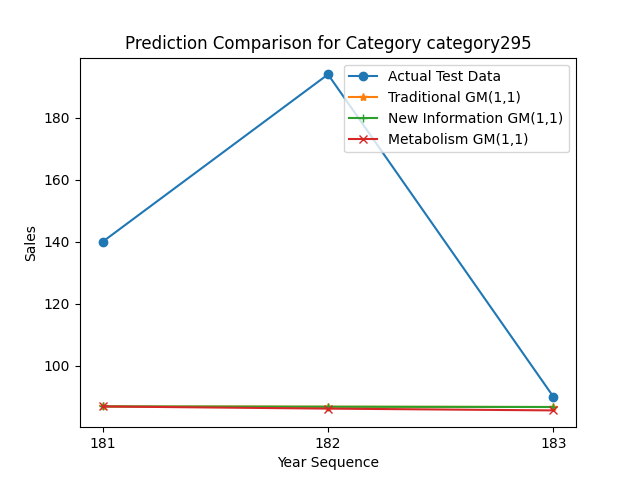 Prediction Comparison for Category category295
Actual Test Data
Traditional GM(1,1)
New Information GM(1,1)
Metabolism GM(1,1)
Sales
180
160
140
120
100
181
182
183
Year Sequence